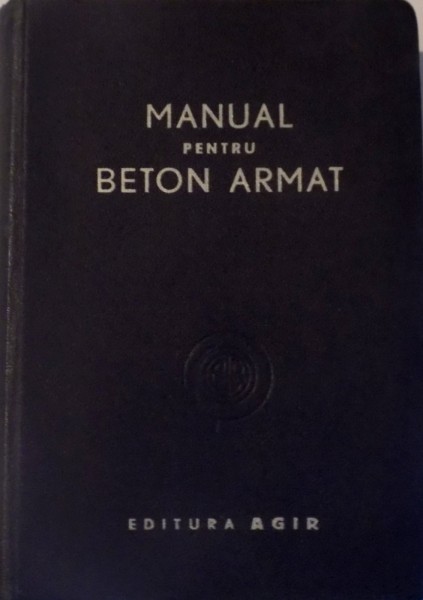 MANUAL
PENTRU
BETON ARMAT
EDITURA AGIR